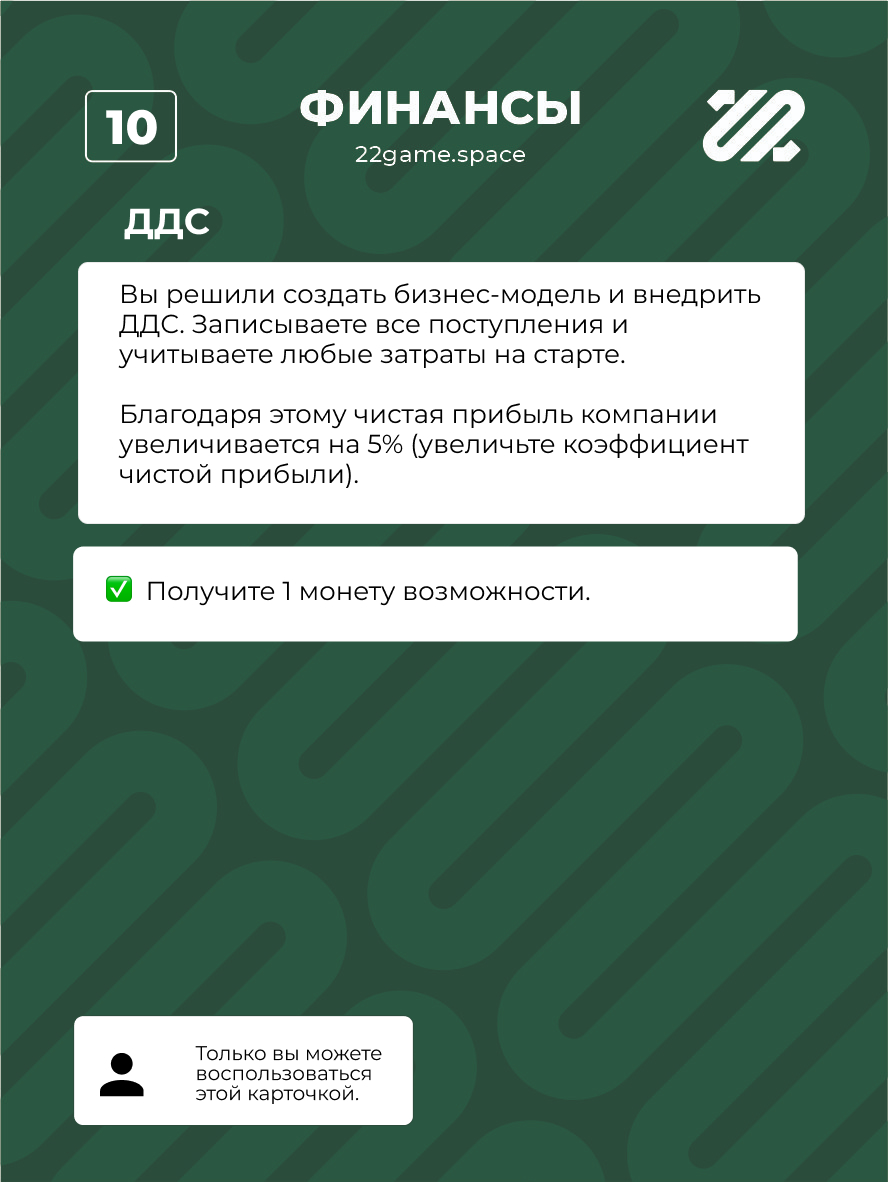 10
ФИНАНСЫ
22game.space
ДДС
Вы решили создать бизнес-модель и внедрить
ДДС. Записываете все поступления и
учитываете любые затраты на старте.
Благодаря этому чистая прибыль компании
увеличивается на 5% (увеличьте коэффициент
чистой прибыли).
✅ Получите 1 монету возможности.
Только вы можете
воспользоваться
этой карточкой.